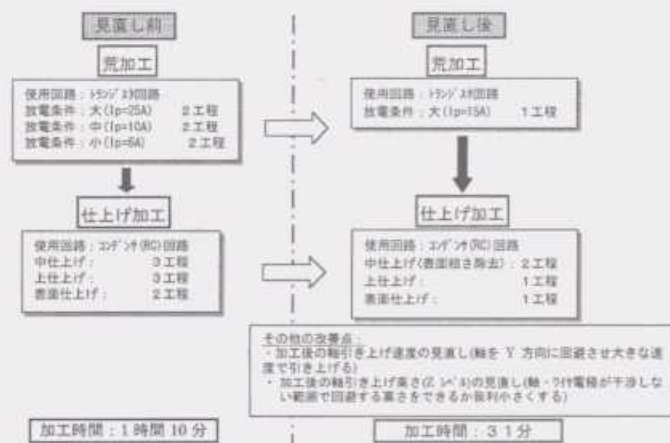 見直し前
荒加工
使用回路：ﾄﾗﾝｼﾞｽﾀ回路
放電条件：大(Ip=25A) 2工程
放電条件：中(Ip=10A) 2工程
放電条件：小(Ip=6A) 2工程
仕上げ加工
使用回路：ｺﾝﾃﾞﾝｻ(RC)回路
中仕上げ： 3工程
上仕上げ： 3工程
表面仕上げ： 2工程
加工時間：1時間10分
見直し後
荒加工
使用回路：ﾄﾗﾝｼﾞｽﾀ回路
放電条件：大(Ip=15A) 1工程
仕上げ加工
使用回路：ｺﾝﾃﾞﾝｻ(RC)回路
中仕上げ(表面粗さ除去)：2工程
上仕上げ： 1工程
表面仕上げ： 1工程
その他の改善点：
・加工後の軸引き上げ速度の見直し(軸を Y 方向に回避させ大きな速
度で引き上げる)
・ 加工後の軸引き上げ高さ(Z ﾚﾍﾞﾙ)の見直し(軸・ﾜｲﾔ電極が干渉しな
い範囲で回避する高さをできるか小さくする)
加工時間：31分